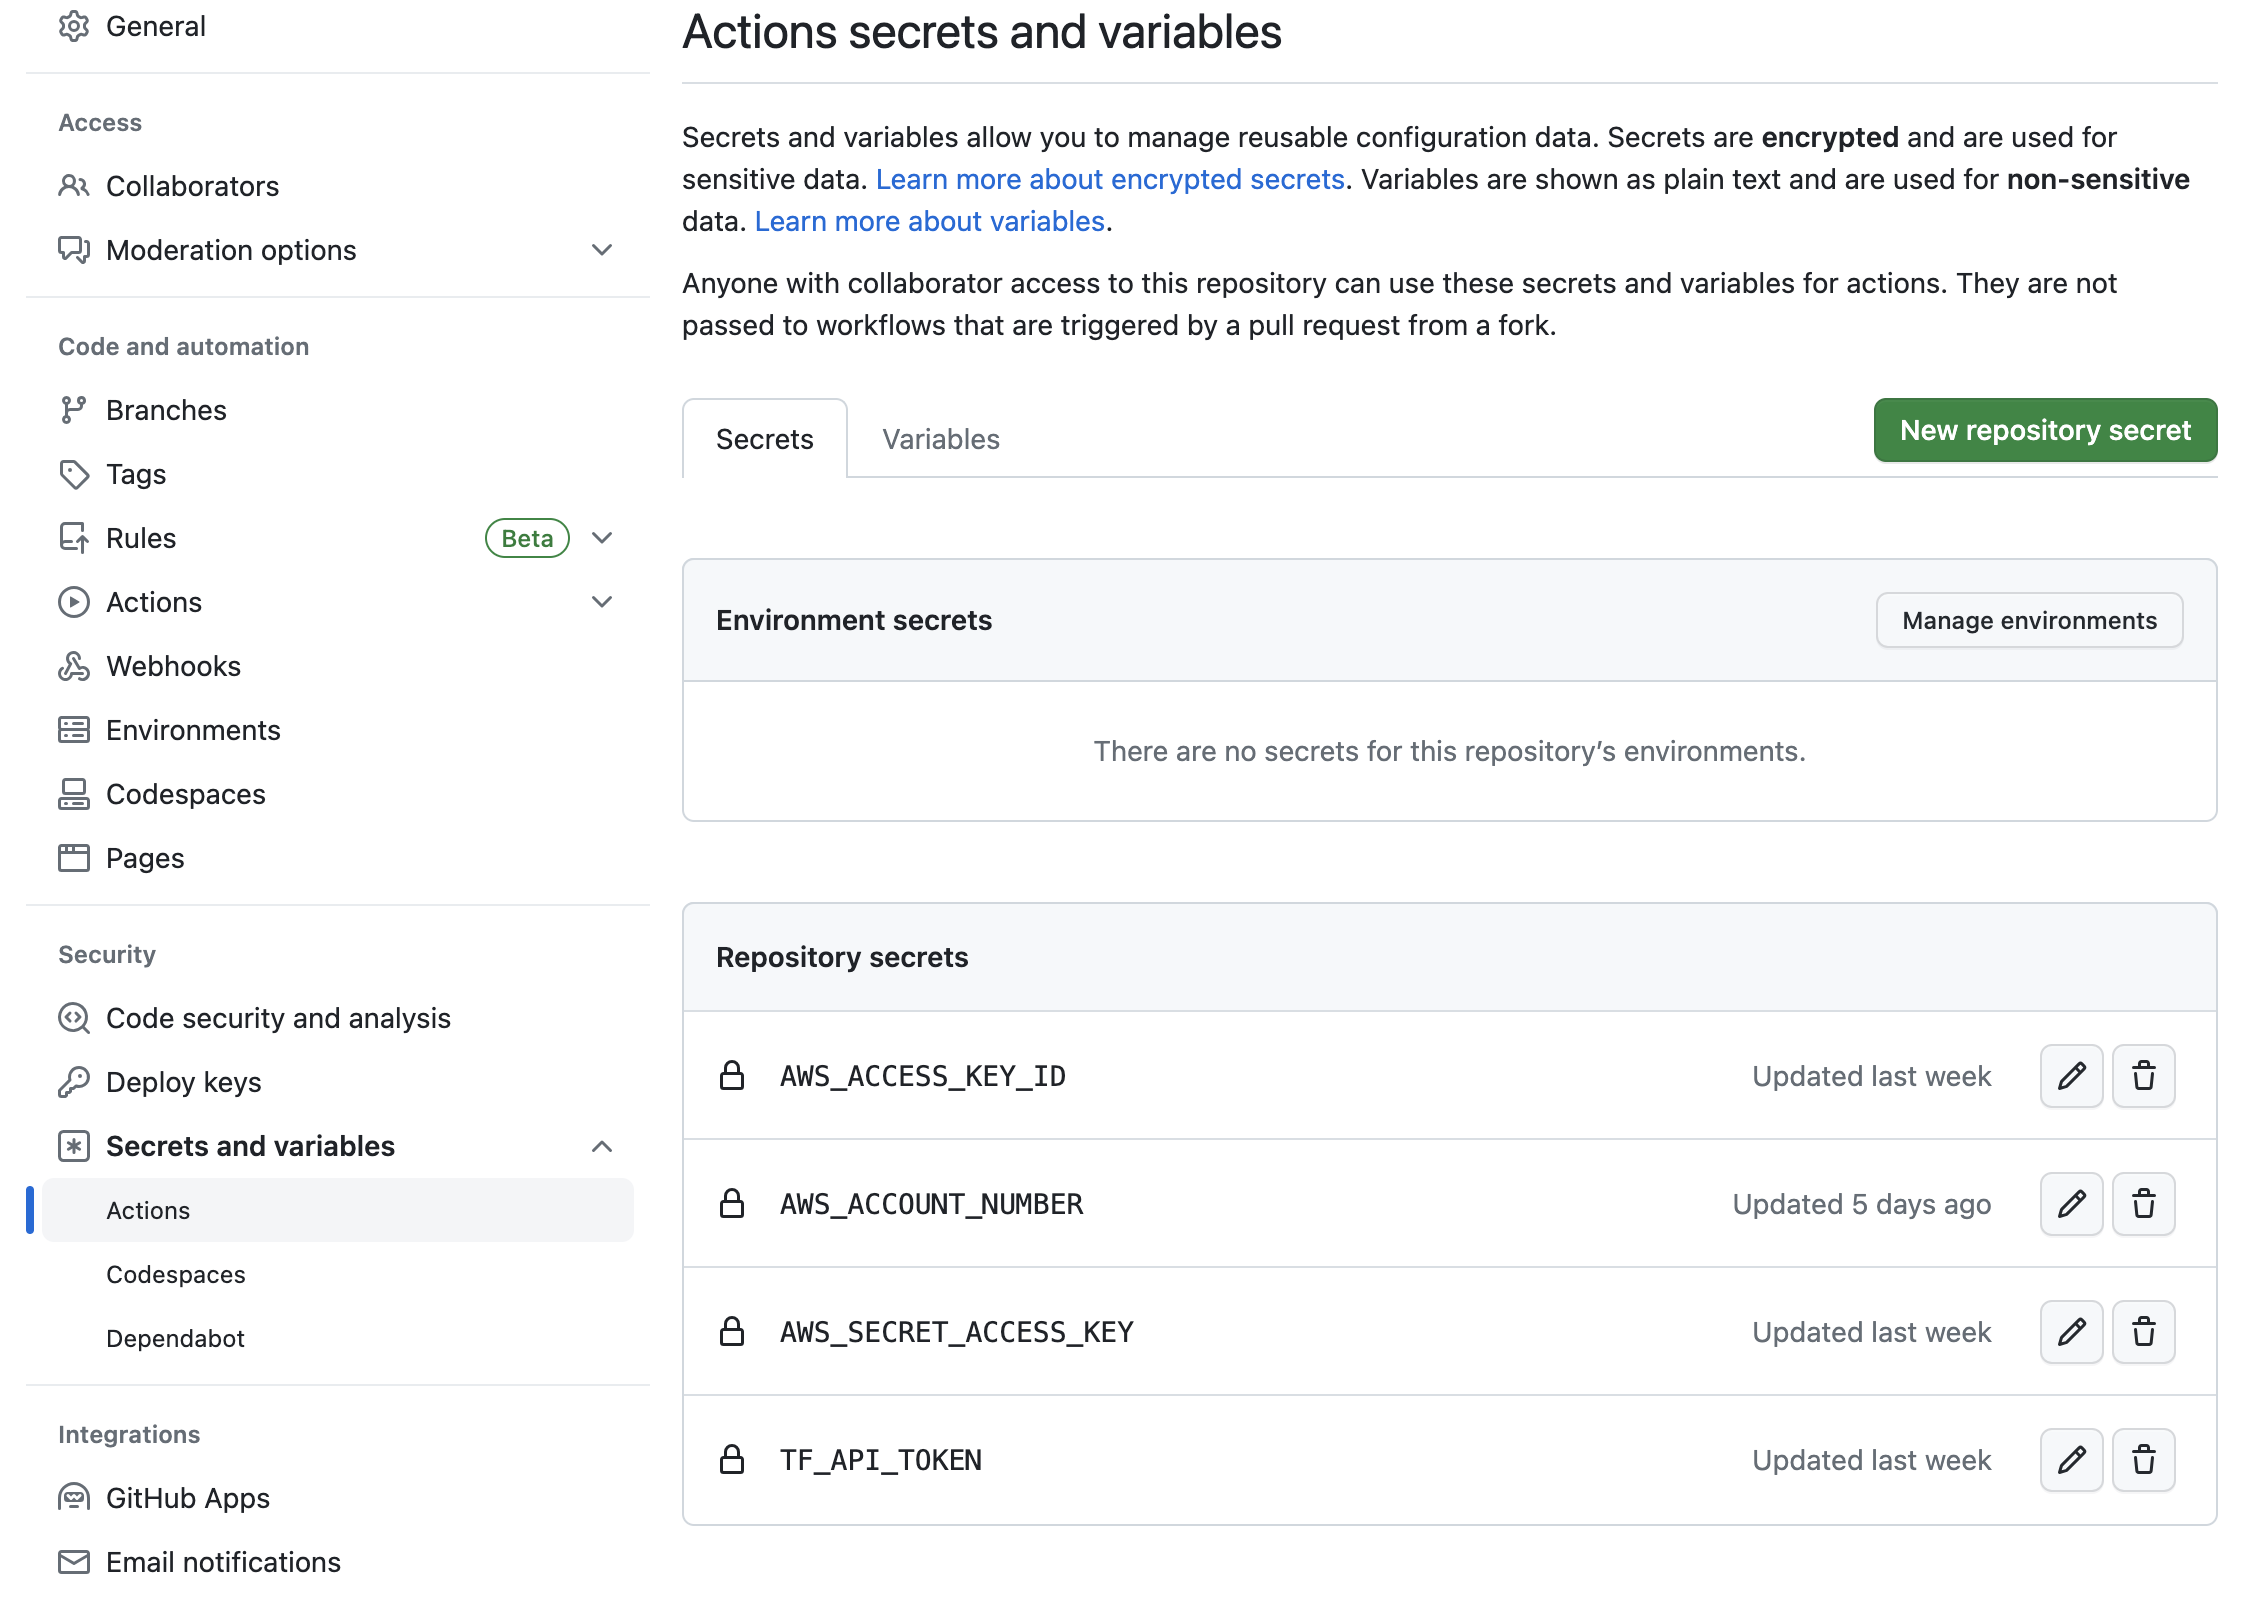 General
Access
Collaborators
Moderation options
Code and automation
Branches
Tags
Rules Beta
Actions
Webhooks
Environments
Codespaces
Pages
Security
Code security and analysis
Deploy keys
Secrets and variables
Actions
Codespaces
Dependabot
Integrations
GitHub Apps
Email notifications
Actions secrets and variables
Secrets and variables allow you to manage reusable configuration data. Secrets are encrypted and are used for
sensitive data. Learn more about encrypted secrets. Variables are shown as plain text and are used for non-sensitive
data. Learn more about variables.
Anyone with collaborator access to this repository can use these secrets and variables for actions. They are not
passed to workflows that are triggered by a pull request from a fork.
Secrets Variables New repository secret
Environment secrets Manage environments
There are no secrets for this repository’s environments.
Repository secrets
AWS_ACCESS_KEY_ID Updated last week
AWS_ACCOUNT_NUMBER Updated 5 days ago
AWS_SECRET_ACCESS_KEY Updated last week
TF_API_TOKEN Updated last week